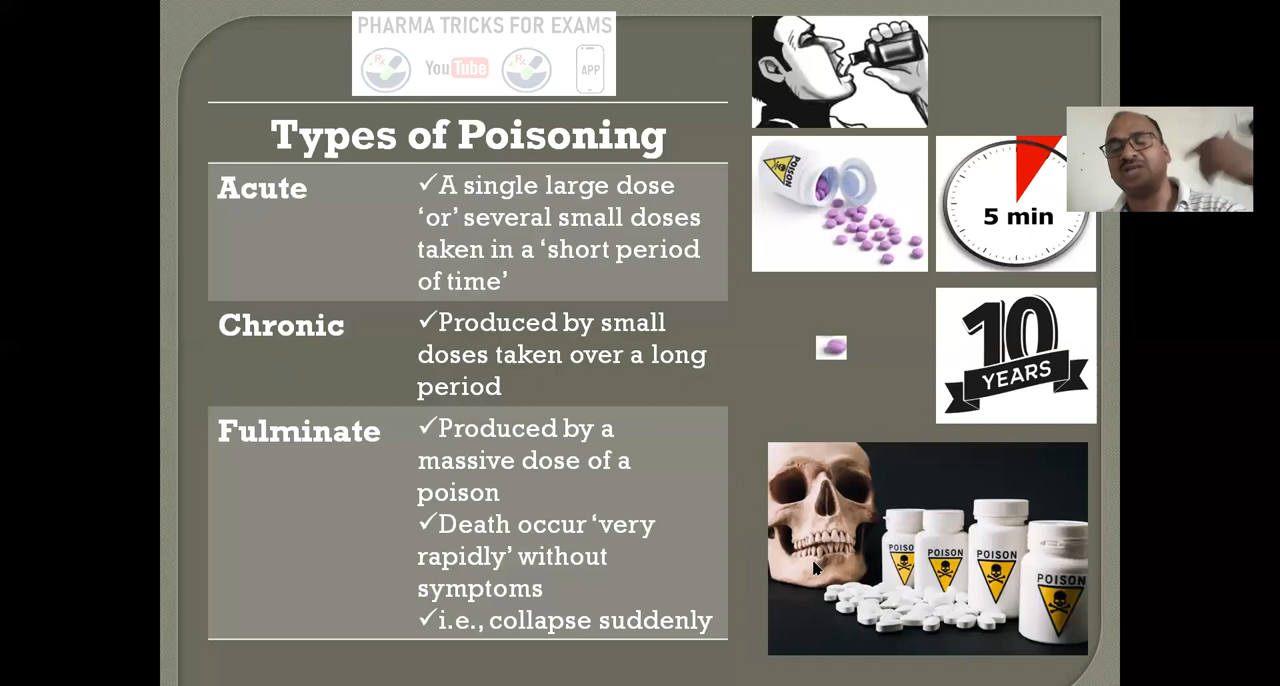 PHARMA TRICKS FOR EXAMS
Rx
YouTube
Rx
APP
Types of Poisoning
Acute
✓A single large dose
‘or’ several small doses
taken in a ‘short period
of time’
Chronic
✓Produced by small
doses taken over a long
period
Fulminate
✓Produced by a
massive dose of a
poison
✓Death occur ‘very
rapidly’ without
symptoms
✓i.e., collapse suddenly
POISON
5 min
10
YEARS
POISON
POISON
POISON
POISON